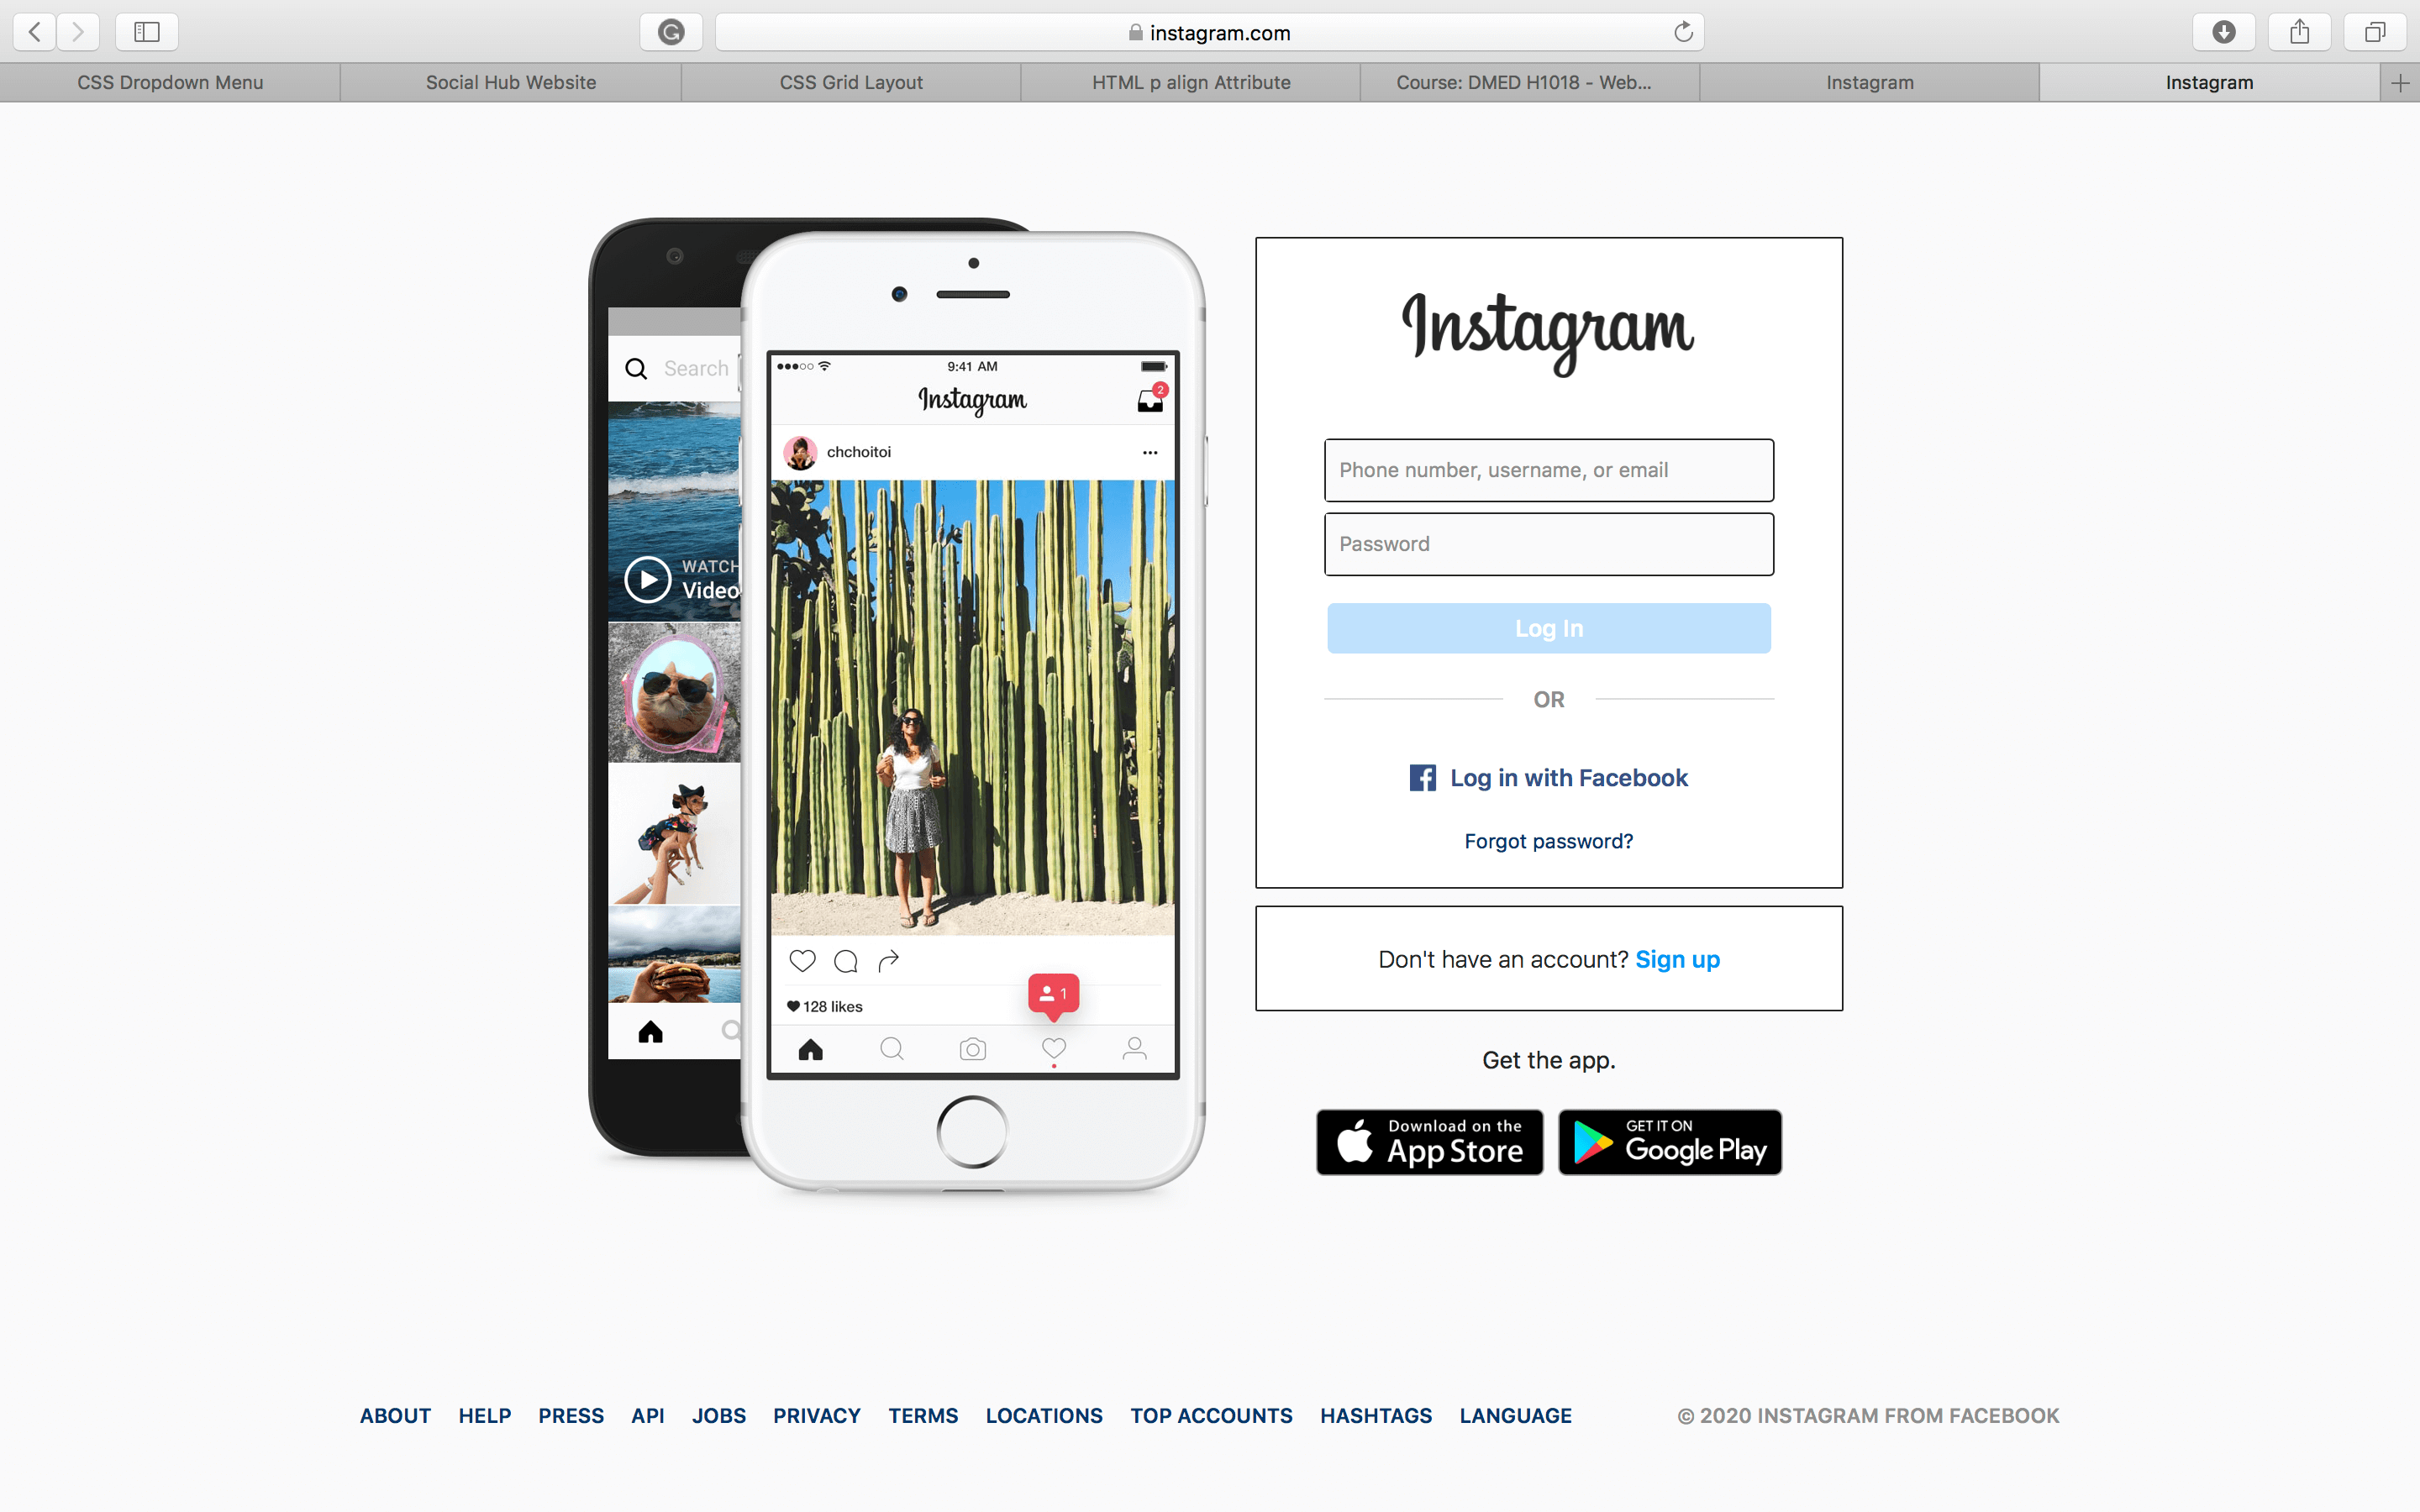 instagram.com
CSS Dropdown Menu
Social Hub Website
CSS Grid Layout
HTML p align Attribute
Course: DMED H1018 - Web...
Instagram
Instagram
Search
WATCH
Video
9:41 AM
Instagram
2
chchoitoi
128 likes
1
Instagram
Phone number, username, or email
Password
Log In
OR
Log in with Facebook
Forgot password?
Don't have an account? Sign up
Get the app.
Download on the
App Store
GET IT ON
Google Play
ABOUT HELP PRESS API JOBS PRIVACY TERMS LOCATIONS TOP ACCOUNTS HASHTAGS LANGUAGE © 2020 INSTAGRAM FROM FACEBOOK